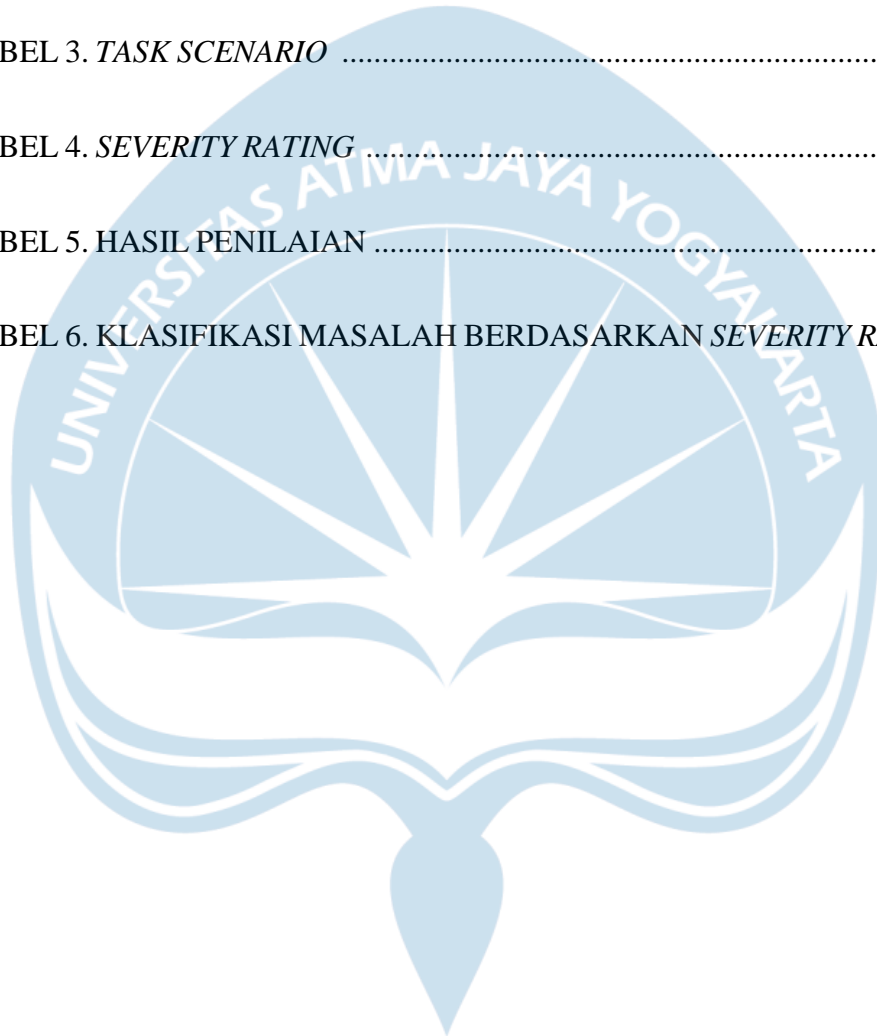 BEL 3. TASK SCENARIO ........................................................................
BEL 4. SEVERITY RATING .....................................................................
BEL 5. HASIL PENILAIAN ....................................................................
BEL 6. KLASIFIKASI MASALAH BERDASARKAN SEVERITY R
UNIVERSITAS ATMA JAYA YOGYAKARTA